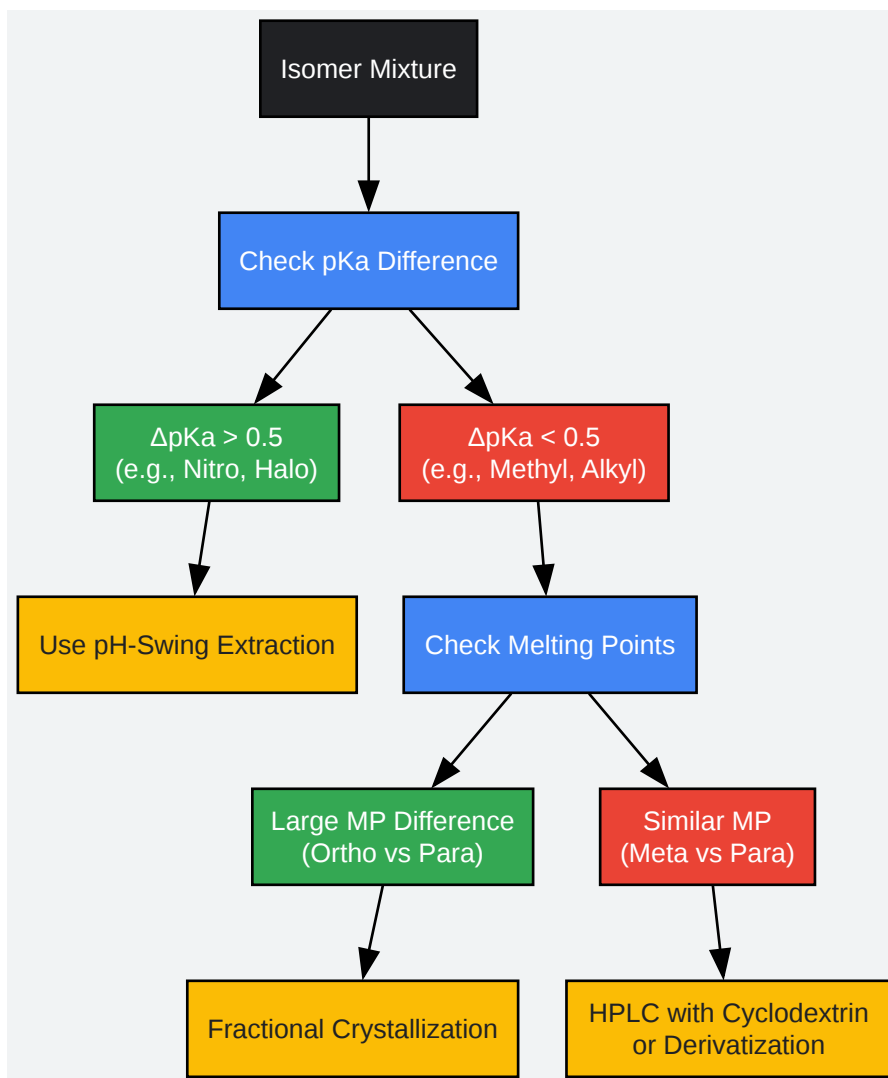 Isomer Mixture
Check pKa Difference
ΔpKa > 0.5
(e.g., Nitro, Halo)
ΔpKa < 0.5
(e.g., Methyl, Alkyl)
Use pH-Swing Extraction
Check Melting Points
Large MP Difference
(Ortho vs Para)
Similar MP
(Meta vs Para)
Fractional Crystallization
HPLC with Cyclodextrin
or Derivatization